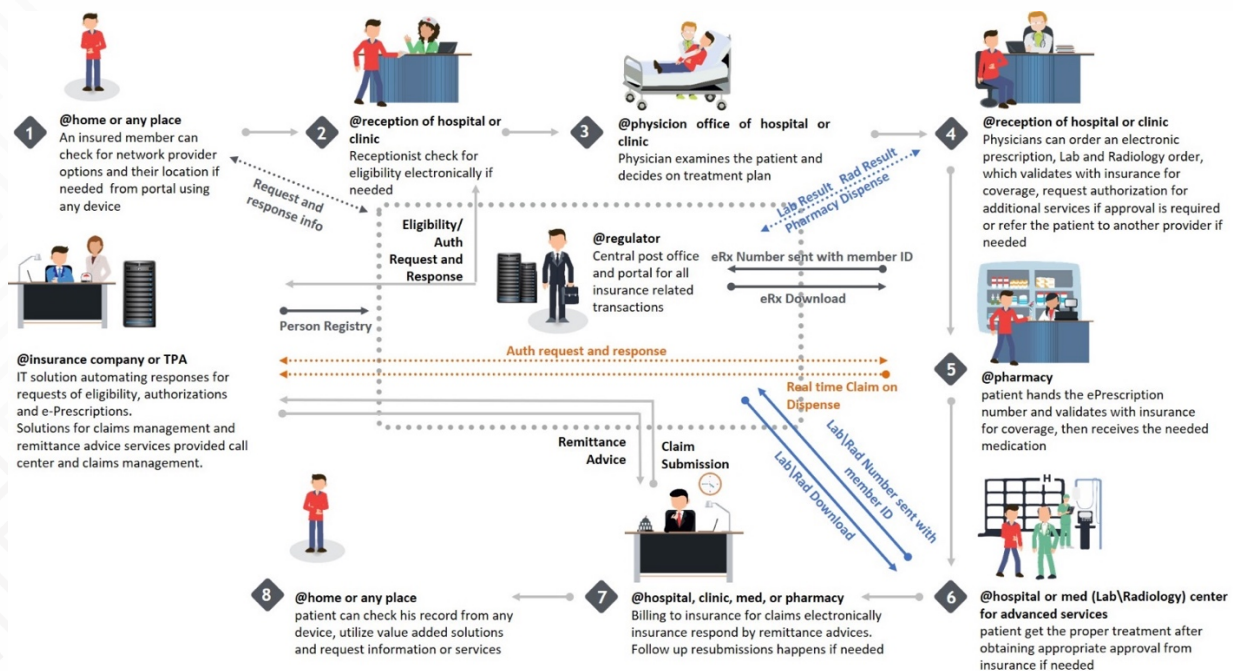 1
@home or any place
An insured member can
check for network provider
options and their location if
needed from portal using
any device
2
@reception of hospital or
clinic
Receptionist check for
eligibility electronically if
needed
3
@physicion office of hospital or
clinic
Physician examines the patient and
decides on treatment plan
4
@reception of hospital or clinic
Physicians can order an electronic
prescription, Lab and Radiology order,
which validates with insurance for
coverage, request authorization for
additional services if approval is required
or refer the patient to another provider if
needed
Request and
response info
Eligibility/
Auth
Request and
Response
@regulator
Central post office
and portal for all
insurance related
transactions
Lab Result Rad Result
Pharmacy Dispense
eRx Number sent with member ID
eRx Download
Person Registry
@insurance company or TPA
IT solution automating responses for
requests of eligibility, authorizations
and e-Prescriptions.
Solutions for claims management and
remittance advice services provided call
center and claims management.
Auth request and response
Real time Claim on
Dispense
5
@pharmacy
patient hands the ePrescription
number and validates with insurance
for coverage, then receives the needed
medication
Remittance
Advice
Claim
Submission
Lab\Rad Number sent with
member ID
Lab\Rad Download
H
8
@home or any place
patient can check his record from any
device, utilize value added solutions
and request information or services
7
@hospital, clinic, med, or pharmacy
Billing to insurance for claims electronically
insurance respond by remittance advices.
Follow up resubmissions happens if needed
6
@hospital or med (Lab\Radiology) center
for advanced services
patient get the proper treatment after
obtaining appropriate approval from
insurance if needed